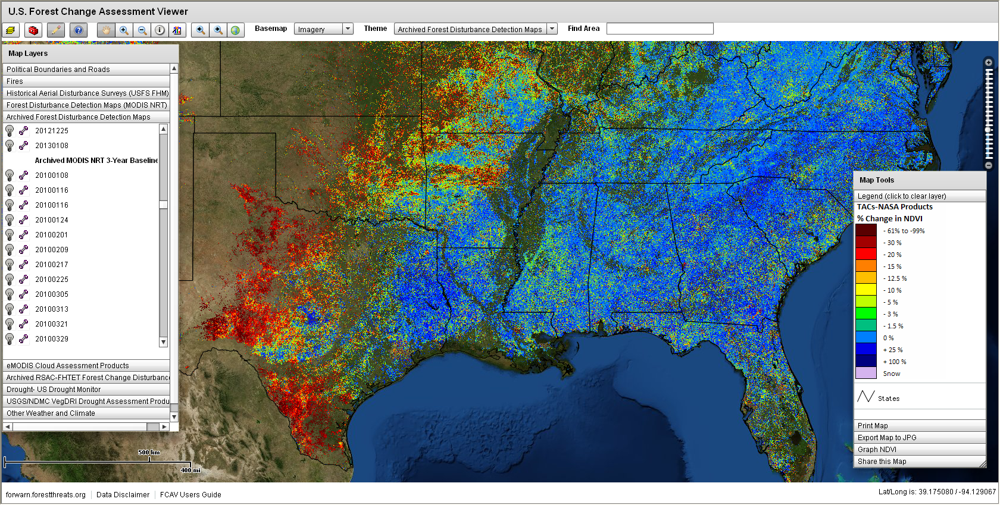 U.S. Forest Change Assessment Viewer
Basemap Imagery Theme Archived Forest Disturbance Detection Maps Find Area
Map Layers
Political Boundaries and Roads
Fires
Historical Aerial Disturbance Surveys (USFS FHM)
Forest Disturbance Detection Maps (MODIS NRT)
Archived Forest Disturbance Detection Maps
20121225
20130108
Archived MODIS NRT 3-Year Baseline
20100108
20100116
20100116
20100124
20100201
20100209
20100217
20100225
20100305
20100313
20100321
20100329
eMODIS Cloud Assessment Products
Archived RSAC-FHTET Forest Change Disturbance
Drought- US Drought Monitor
USGS/NDMC VegDRI Drought Assessment Produ
Other Weather and Climate
500 km
400 mi
Map Tools
Legend (click to clear layer)
TACs-NASA Products
% Change in NDVI
- 61% to -99%
- 30 %
- 20 %
- 15 %
- 12.5 %
- 10 %
- 5 %
- 3 %
- 1.5 %
0 %
+ 25 %
+ 100 %
Snow
States
Print Map
Export Map to JPG
Graph NDVI
Share this Map
forwarn.forestthreats.org Data Disclaimer FCAV Users Guide
Lat/Long is: 39.175080 / -94.129067